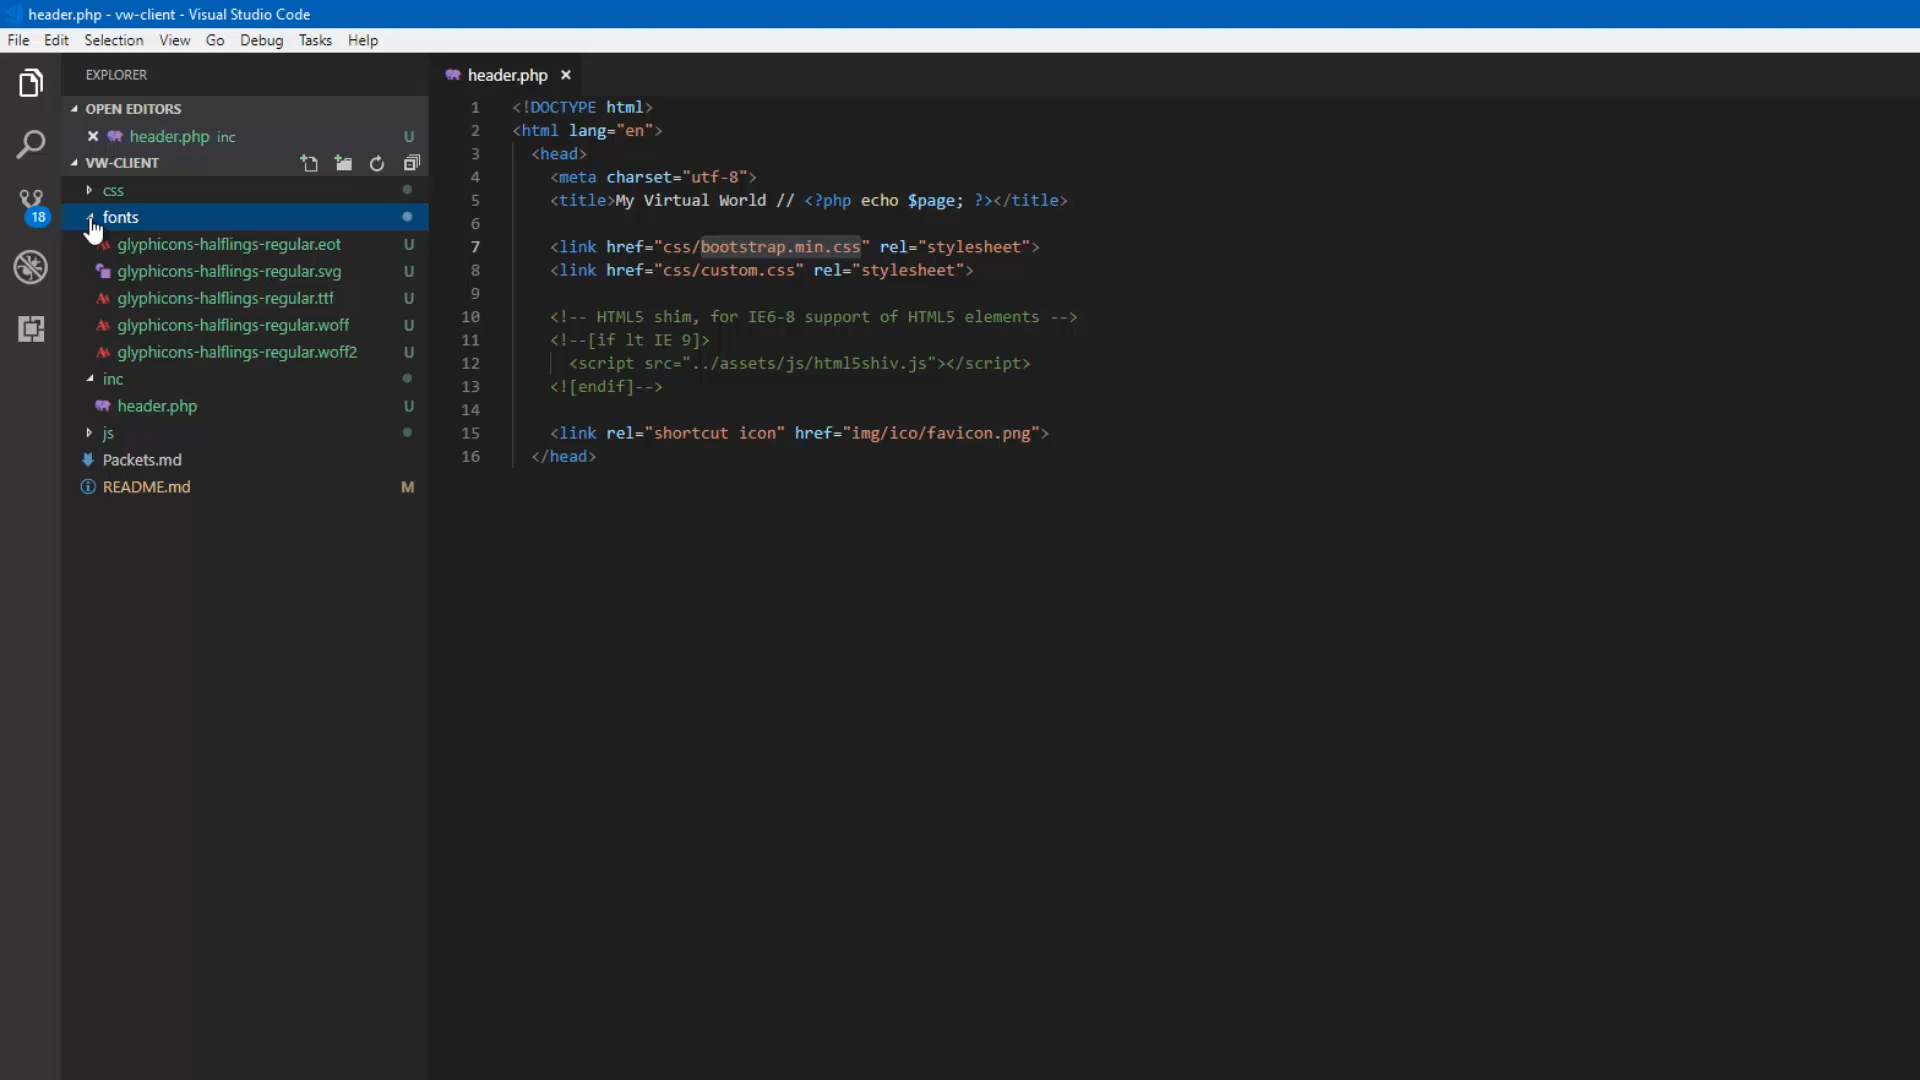 header.php - vw-client - Visual Studio Code
File Edit Selection View Go Debug Tasks Help
EXPLORER
OPEN EDITORS
header.php inc U
VW-CLIENT
18
css
fonts
glyphicons-halflings-regular.eot U
glyphicons-halflings-regular.svg U
glyphicons-halflings-regular.ttf U
glyphicons-halflings-regular.woff U
glyphicons-halflings-regular.woff2 U
inc
header.php U
js
Packets.md
README.md M
header.php
1 <!DOCTYPE html>
2 <html lang="en">
3 <head>
4 <meta charset="utf-8">
5 <title>My Virtual World // <?php echo $page; ?></title>
6
7 <link href="css/bootstrap.min.css" rel="stylesheet">
8 <link href="css/custom.css" rel="stylesheet">
9
10 <!-- HTML5 shim, for IE6-8 support of HTML5 elements -->
11 <!--[if lt IE 9]>
12 <script src="../assets/js/html5shiv.js"></script>
13 <![endif]-->
14
15 <link rel="shortcut icon" href="img/ico/favicon.png">
16 </head>